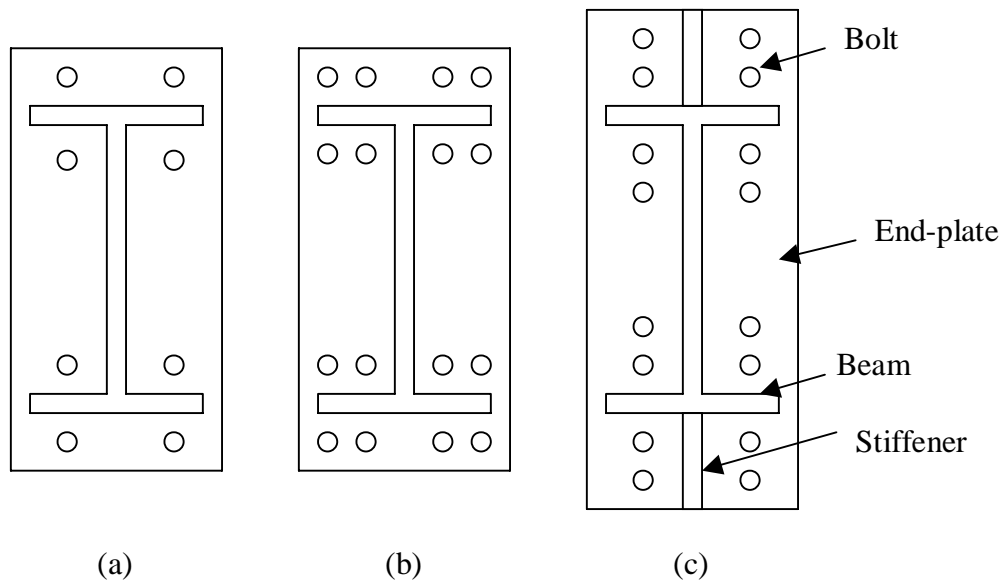 Bolt
End-plate
Beam
Stiffener
(a)
(b)
(c)